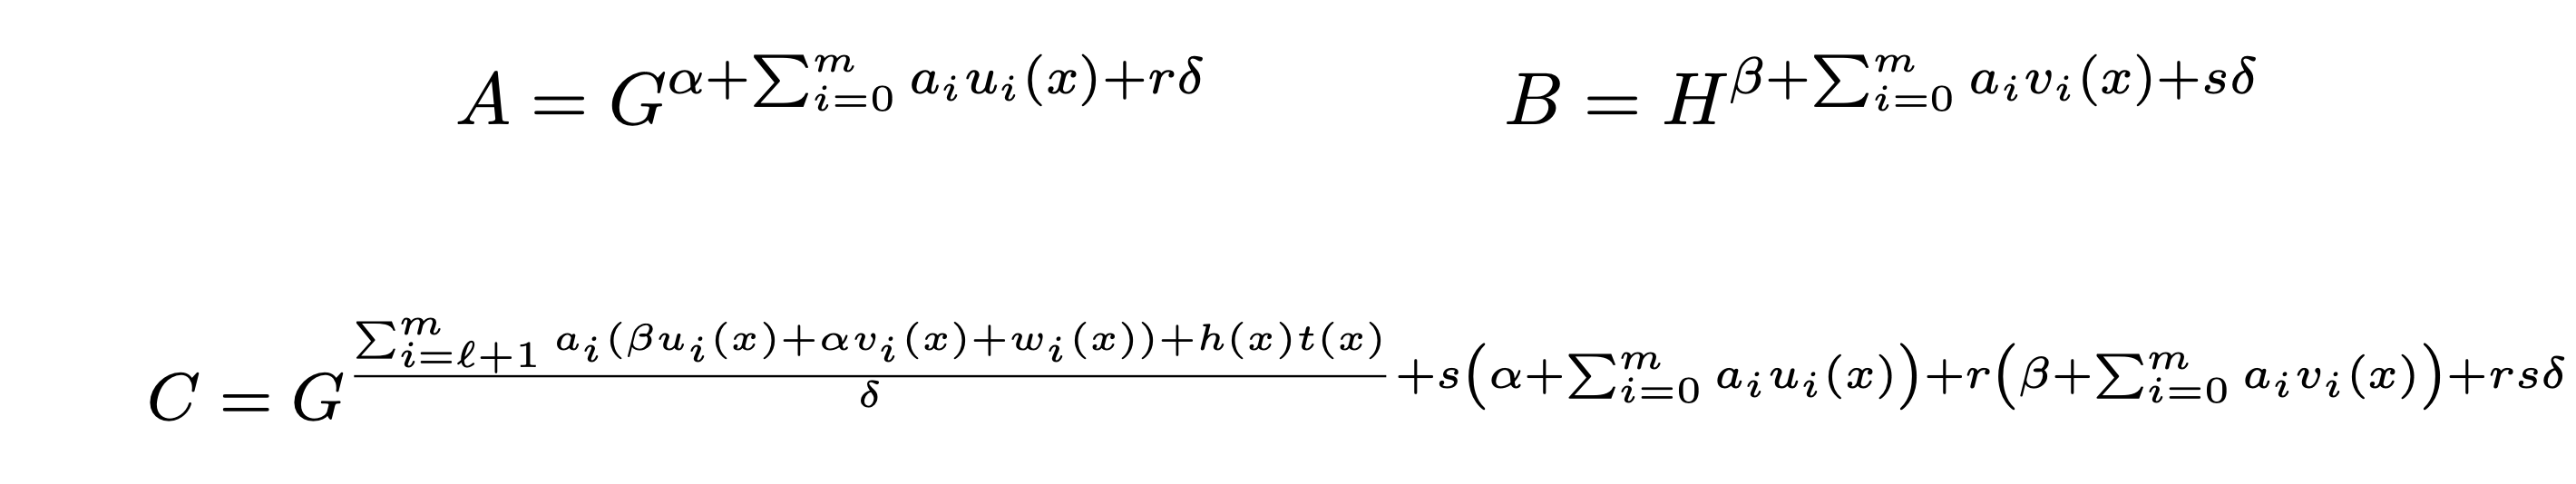 $A = G^{\alpha+\sum_{i=0}^{m} a_i u_i(x)+r\delta}$ $B = H^{\beta+\sum_{i=0}^{m} a_i v_i(x)+s\delta}$
$C = G^{\frac{\sum_{i=\ell+1}^{m} a_i(\beta u_i(x)+\alpha v_i(x)+w_i(x))+h(x)t(x)}{\delta}+s\left(\alpha+\sum_{i=0}^{m} a_i u_i(x)\right)+r\left(\beta+\sum_{i=0}^{m} a_i v_i(x)\right)+rs\delta}$